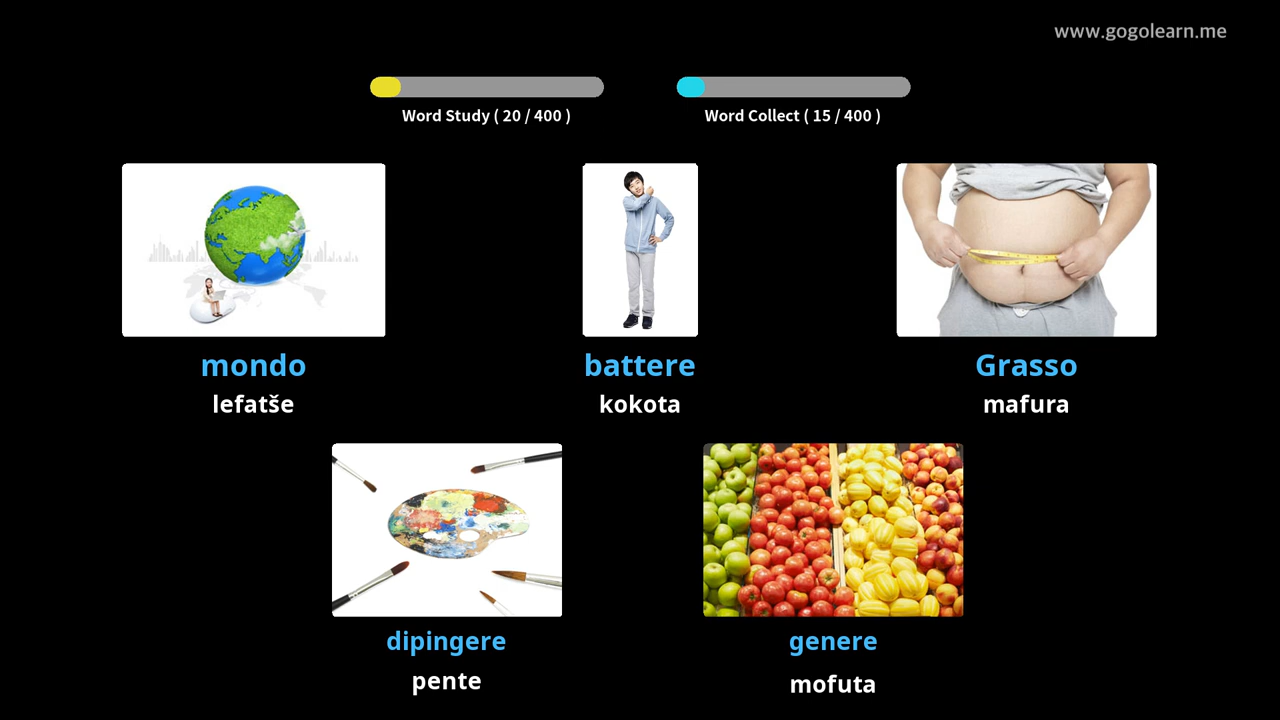 www.gogolearn.me
Word Study ( 20 / 400 )
Word Collect ( 15 / 400 )
mondo
lefatše
battere
kokota
Grasso
mafura
dipingere
pente
genere
mofuta